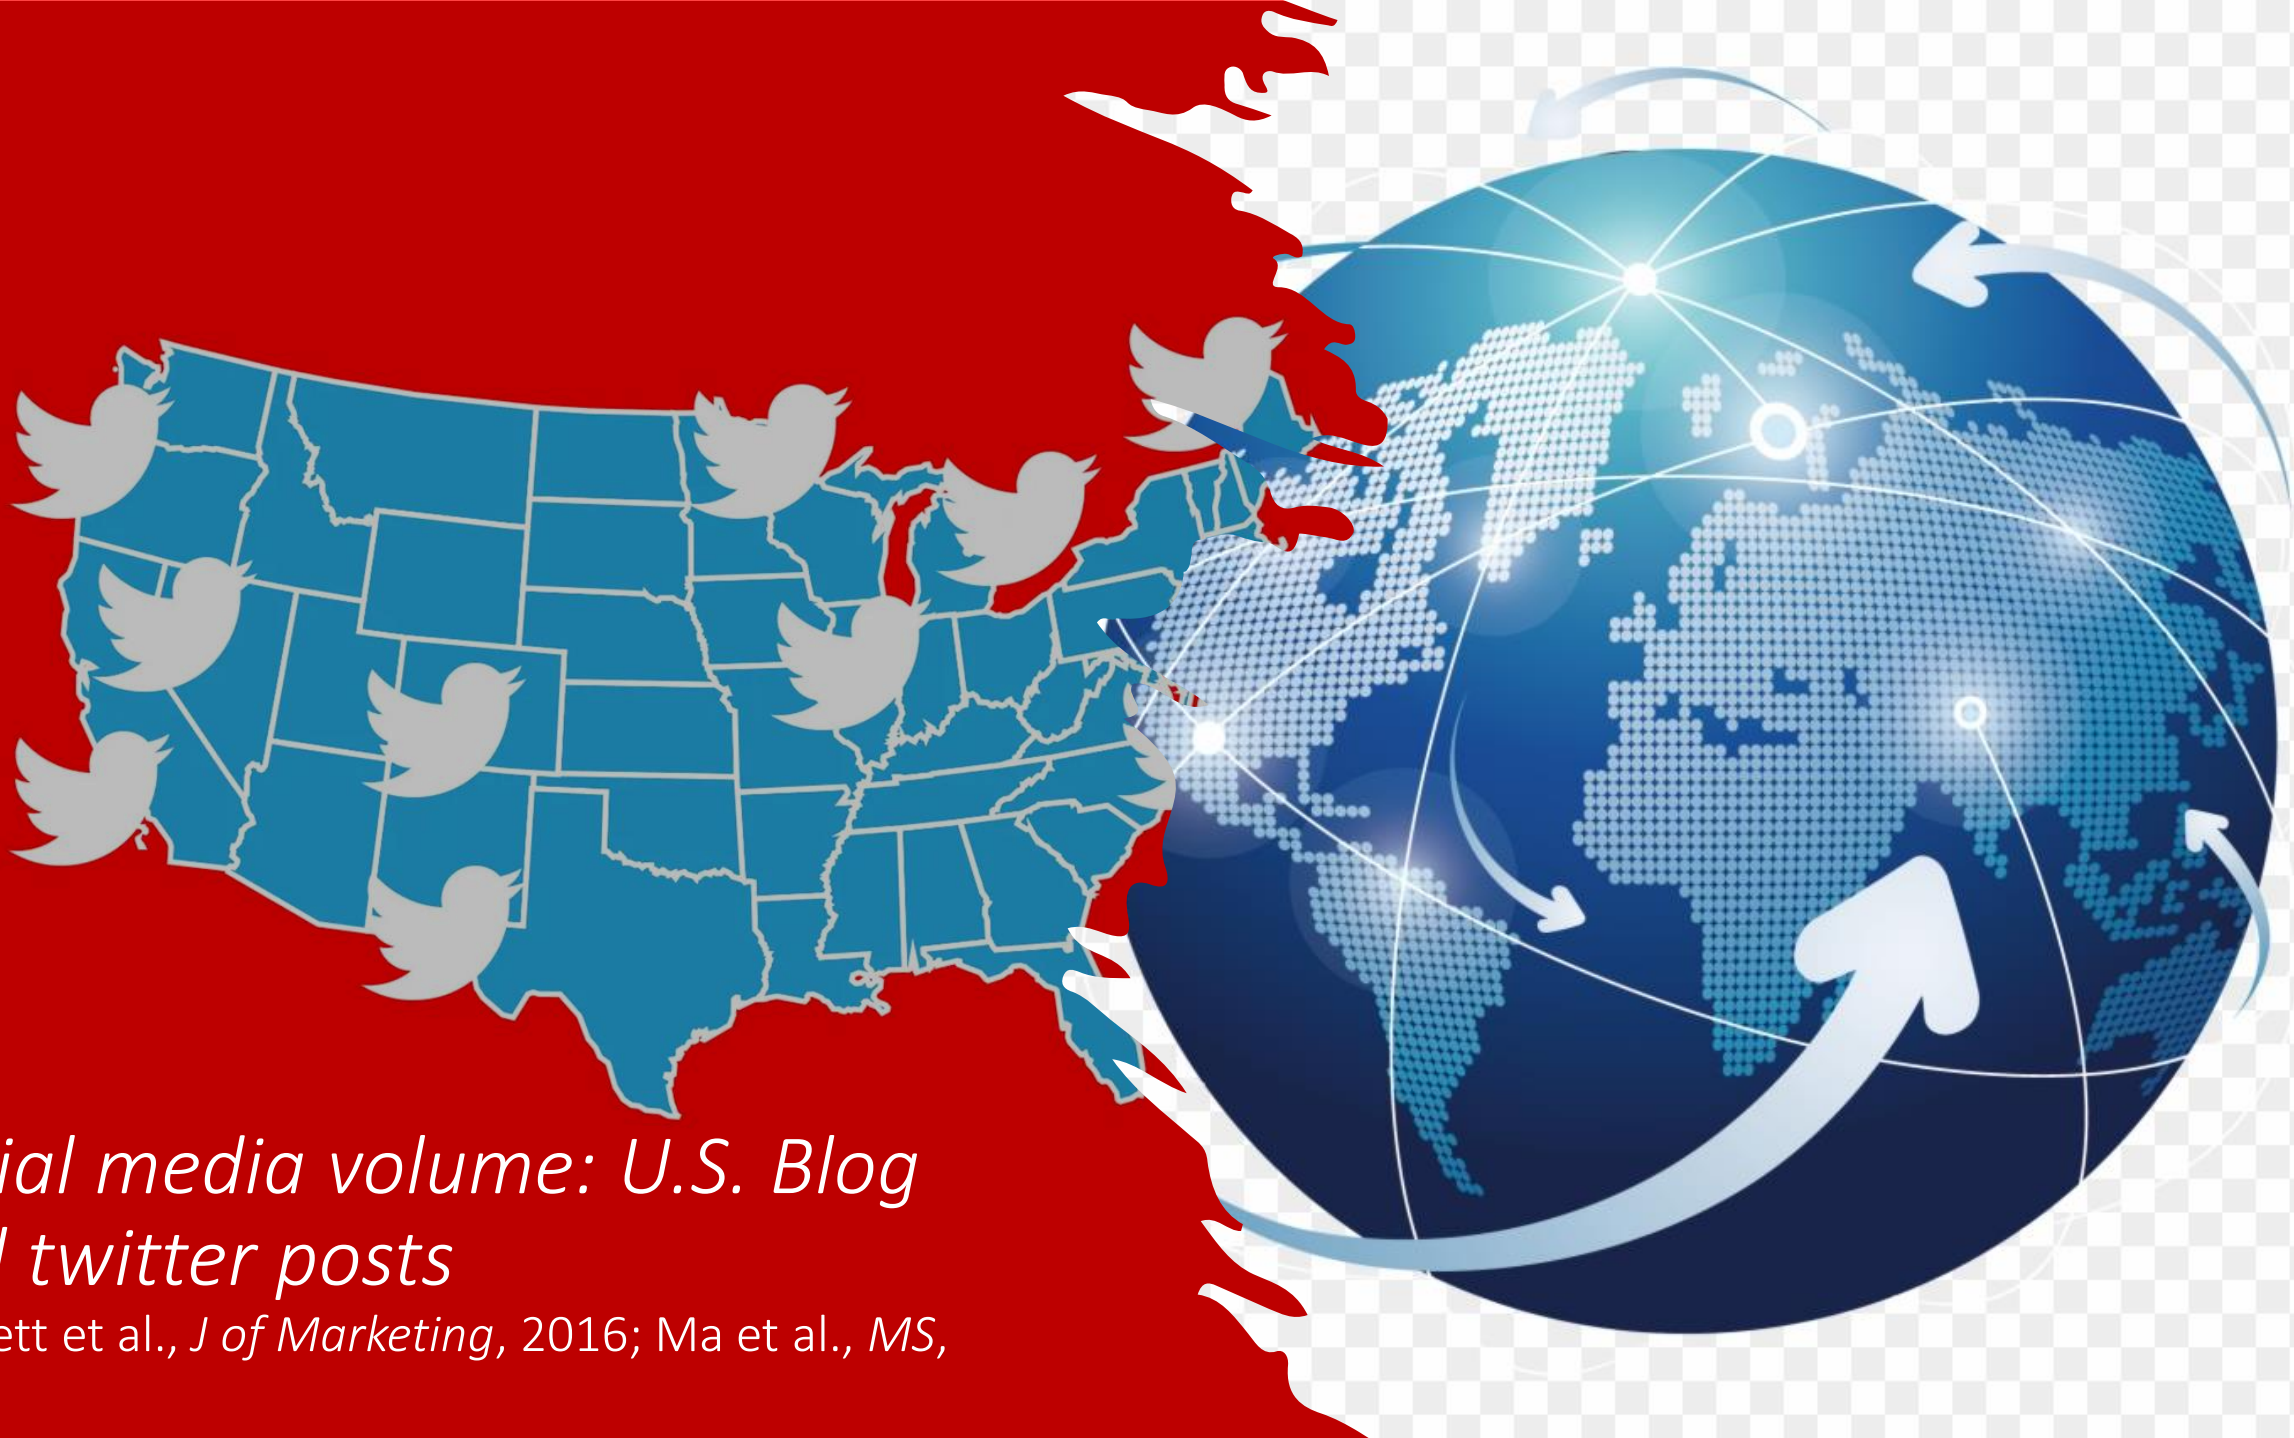 ial media volume: U.S. Blog
twitter posts
ett et al., J of Marketing, 2016; Ma et al., MS,